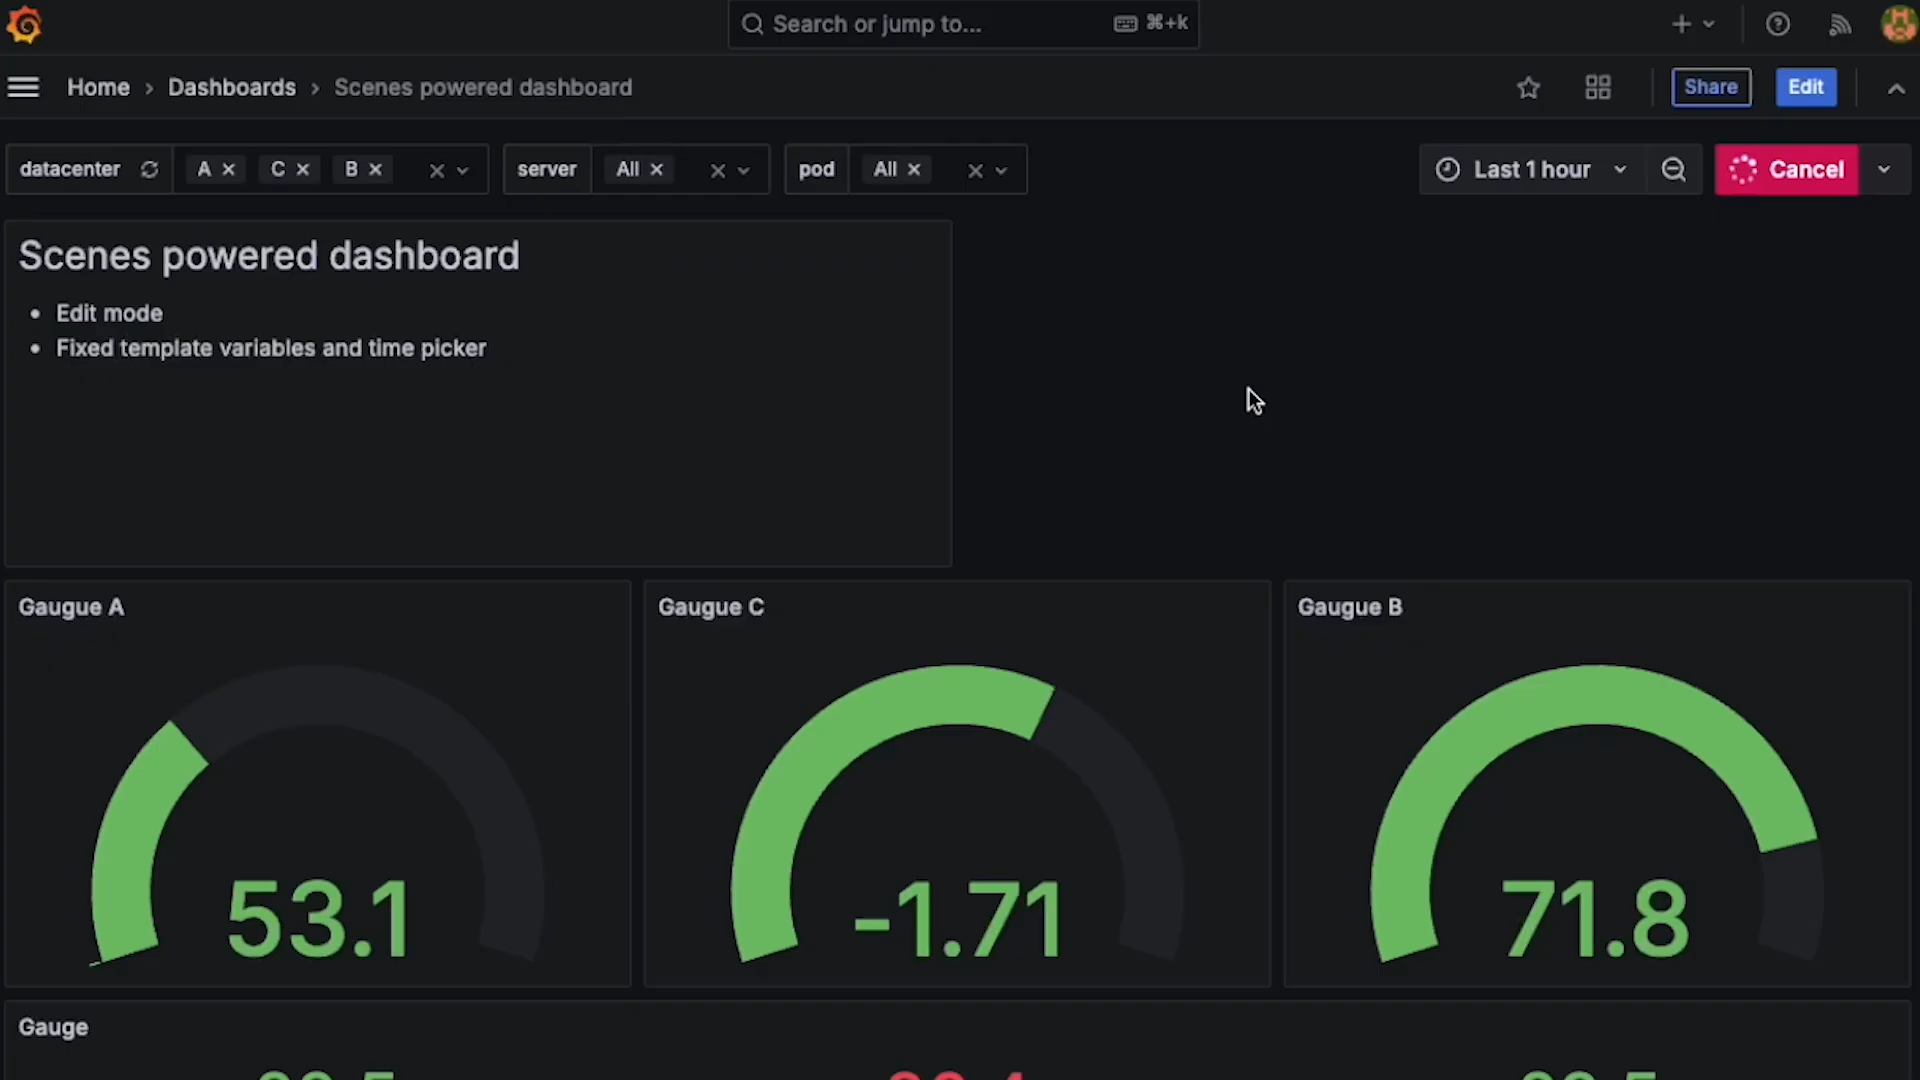 Search or jump to... ⌘+k
Home › Dashboards › Scenes powered dashboard
Share
Edit
datacenter A C B
server All
pod All
Last 1 hour
Cancel
Scenes powered dashboard
• Edit mode
• Fixed template variables and time picker
Gaugue A
Gaugue C
Gaugue B
53.1
-1.71
71.8
Gauge